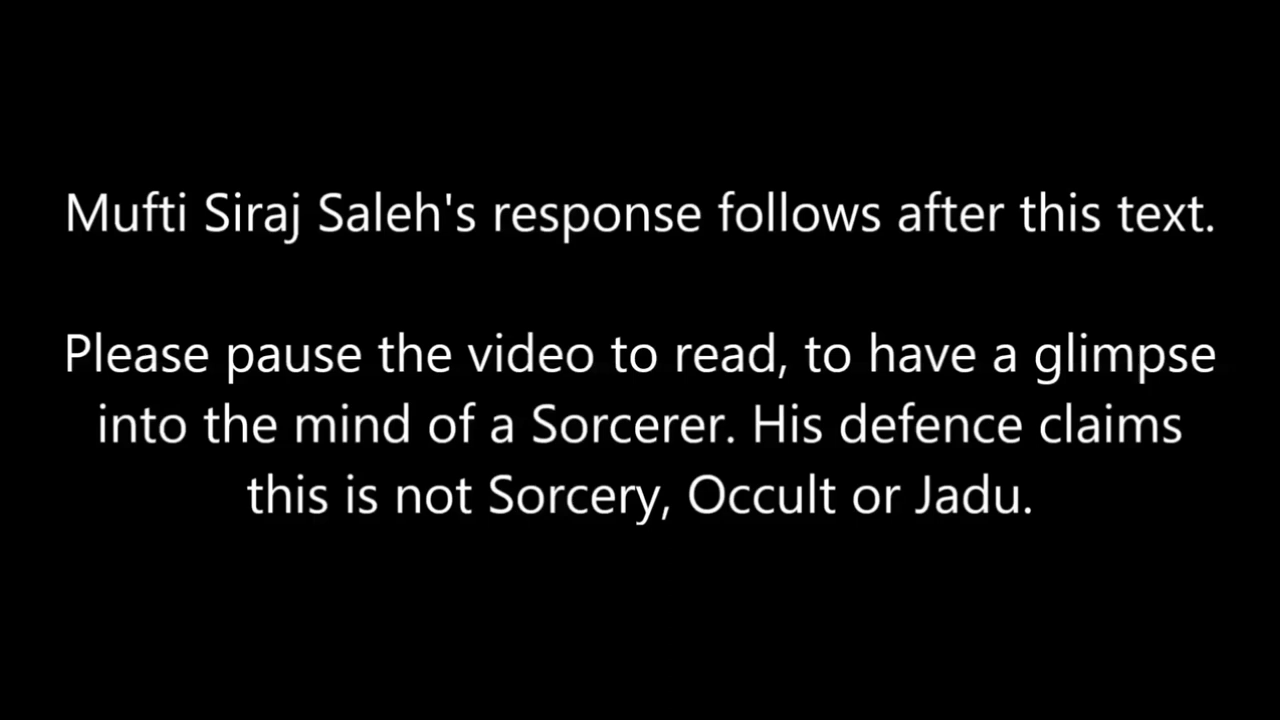 Mufti Siraj Saleh's response follows after this text.
Please pause the video to read, to have a glimpse
into the mind of a Sorcerer. His defence claims
this is not Sorcery, Occult or Jadu.